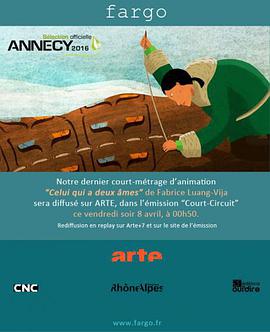 fargo
Sélection officielle
ANNECY 2016
Notre dernier court-métrage d'animation
"Celui qui a deux âmes" de Fabrice Luang-Vija
sera diffusé sur ARTE, dans l'émission "Court-Circuit"
ce vendredi soir 8 avril, à 00h50.
Rediffusion en replay sur Arte+7 et sur le site de l'émission
arte
CNC
RhôneAlpes
éditions
ouïdire
www.fargo.fr